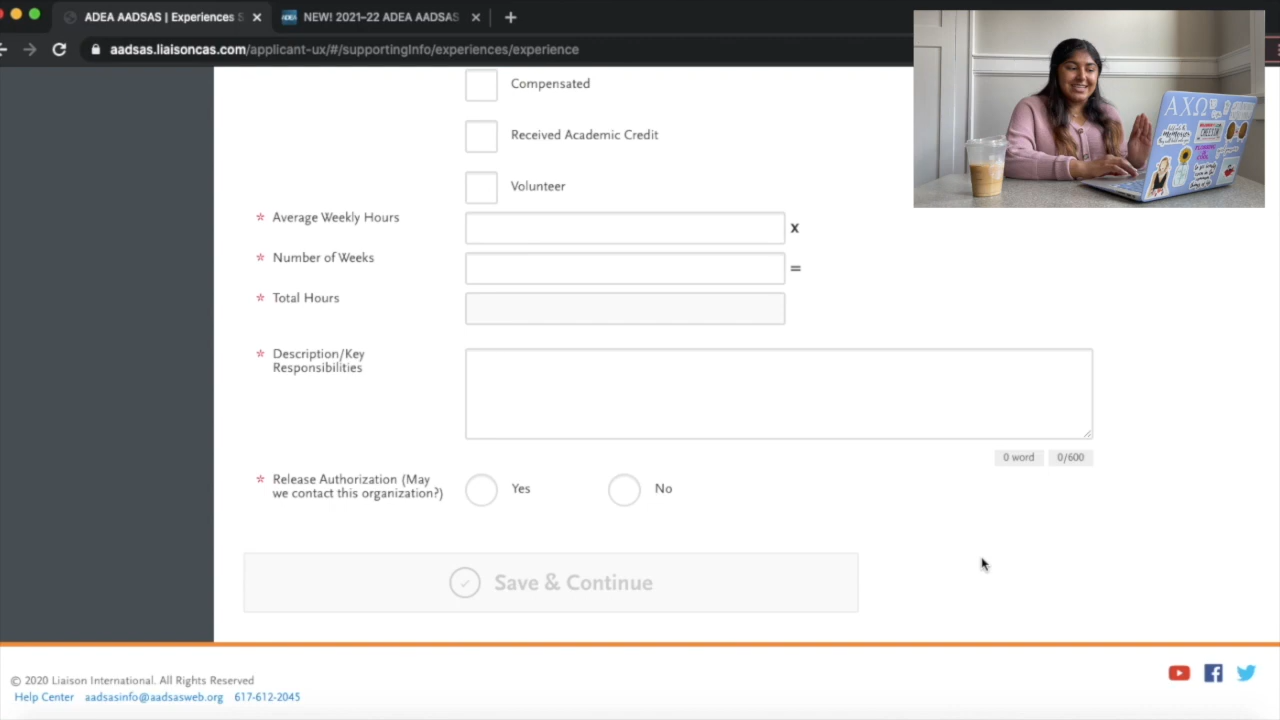 ADEA AADSAS | Experiences S
NEW! 2021–22 ADEA AADSAS
aadsas.liaisoncas.com/applicant-ux/#/supportingInfo/experiences/experience
Compensated
Received Academic Credit
Volunteer
* Average Weekly Hours
x
* Number of Weeks
=
* Total Hours
* Description/Key
Responsibilities
0 word
0/600
* Release Authorization (May
we contact this organization?)
Yes
No
Save & Continue
© 2020 Liaison International. All Rights Reserved
Help Center aadsasinfo@aadsasweb.org 617-612-2045
ΑΧΩ